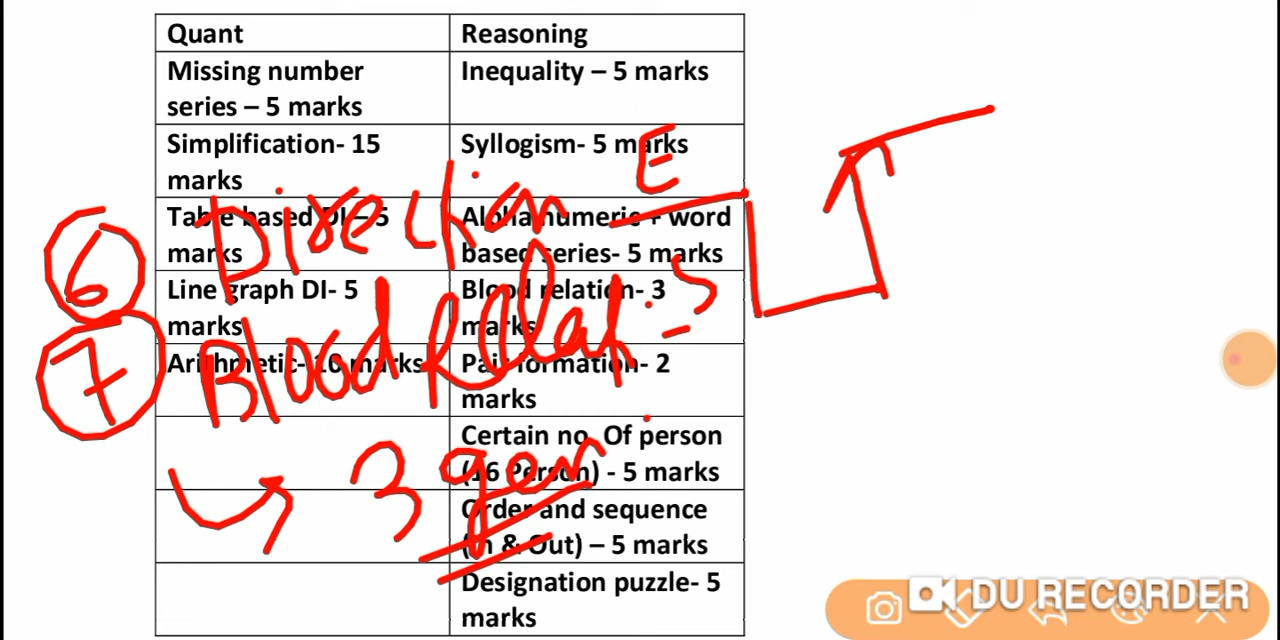 Quant
Reasoning
Missing number
series – 5 marks
Inequality – 5 marks
Simplification- 15
marks
Syllogism- 5 marks
Table based DI – 5
marks
Alphanumeric + word
based series- 5 marks
Line graph DI- 5
marks
Blood relation- 3
marks
Arithmetic- 10 marks
Pair formation- 2
marks
Certain no. Of person
(16 Person) - 5 marks
Order and sequence
(In & Out) – 5 marks
Designation puzzle- 5
marks
E
6 Direction
S
7 Blood Relat:
3 gen
DU RECORDER